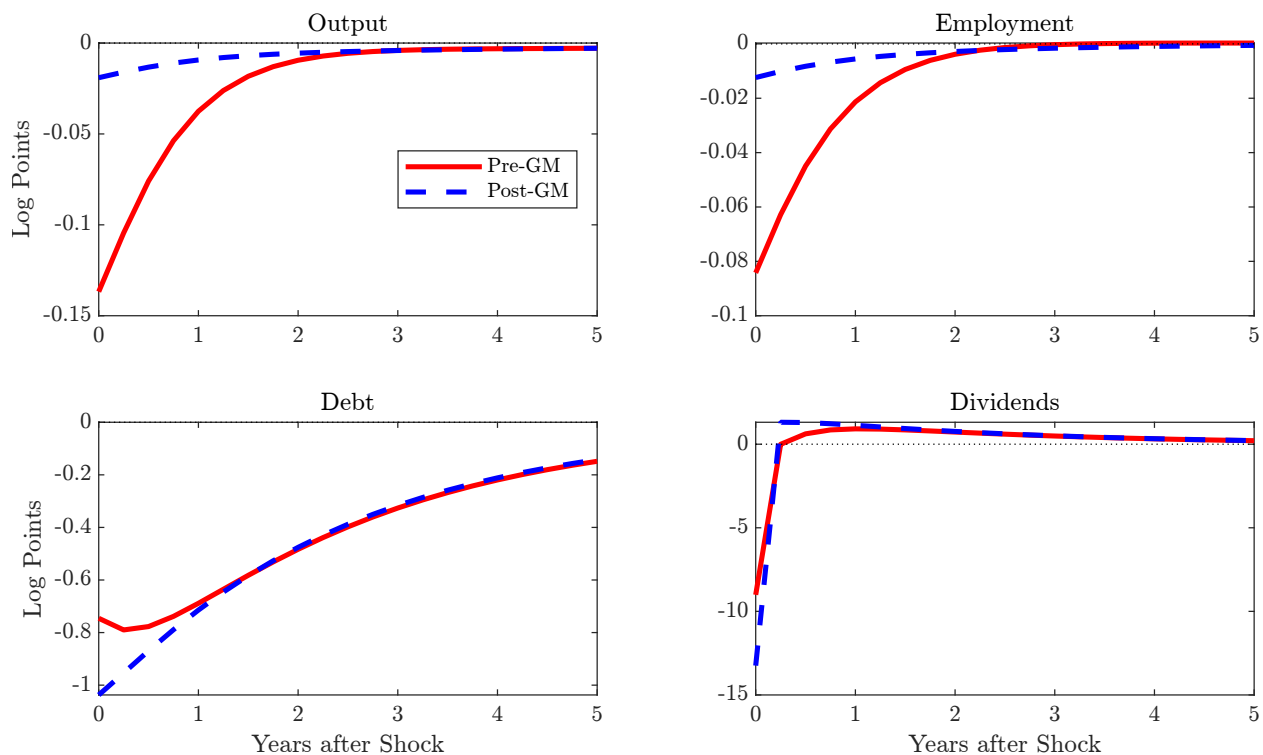 Output
0
-0.05
-0.1
-0.15
0 1 2 3 4 5
Log Points
Pre-GM
Post-GM
Employment
0
-0.02
-0.04
-0.06
-0.08
-0.1
0 1 2 3 4 5
Debt
0
-0.2
-0.4
-0.6
-0.8
-1
0 1 2 3 4 5
Log Points
Years after Shock
Dividends
0
-5
-10
-15
0 1 2 3 4 5
Years after Shock